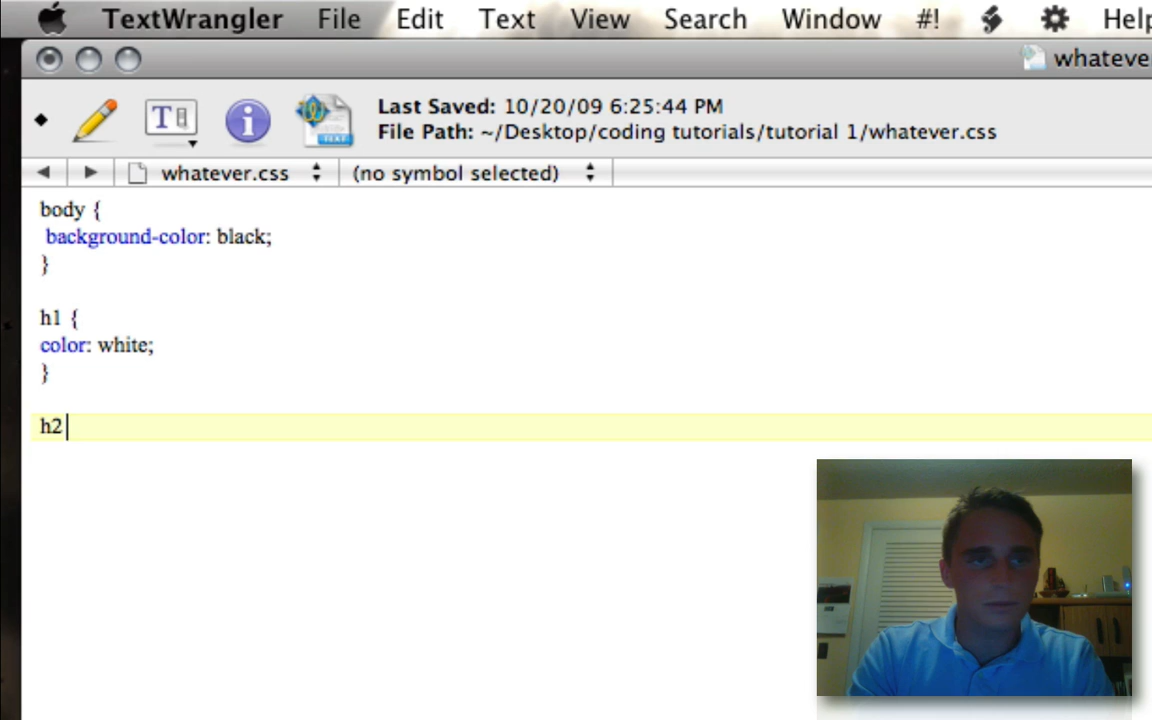 TextWrangler File Edit Text View Search Window #! Help
whateve
Last Saved: 10/20/09 6:25:44 PM
File Path: ~/Desktop/coding tutorials/tutorial 1/whatever.css
whatever.css (no symbol selected)
body {
background-color: black;
}
h1 {
color: white;
}
h2